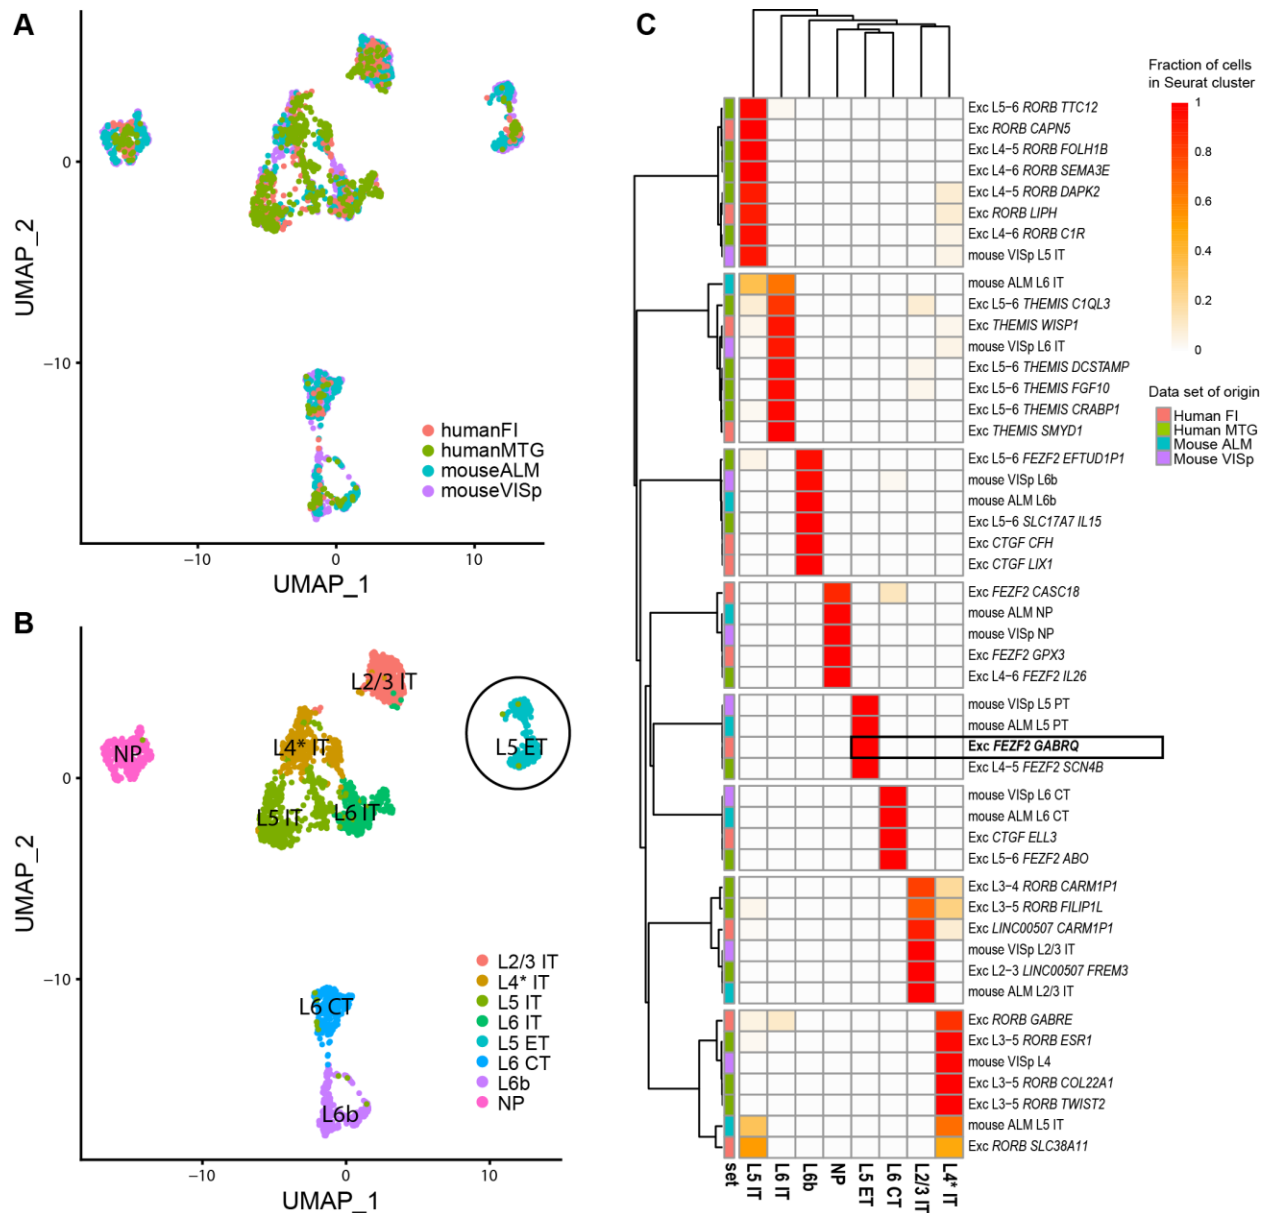 A
0
−10
UMAP_2
−10
0
10
UMAP_1
humanFI
humanMTG
mouseALM
mouseVISp
B
L2/3 IT
L5 ET
NP
L4* IT
L5 IT
L6 IT
0
−10
UMAP_2
L6 CT
L6b
L2/3 IT
L4* IT
L5 IT
L6 IT
L5 ET
L6 CT
L6b
NP
−10
0
10
UMAP_1
C
Exc L5−6 RORB TTC12
Exc RORB CAPN5
Exc L4−5 RORB FOLH1B
Exc L4−6 RORB SEMA3E
Exc L4−5 RORB DAPK2
Exc RORB LIPH
Exc L4−6 RORB C1R
mouse VISp L5 IT
mouse ALM L6 IT
Exc L5−6 THEMIS C1QL3
Exc THEMIS WISP1
mouse VISp L6 IT
Exc L5−6 THEMIS DCSTAMP
Exc L5−6 THEMIS FGF10
Exc L5−6 THEMIS CRABP1
Exc THEMIS SMYD1
Exc L5−6 FEZF2 EFTUD1P1
mouse VISp L6b
mouse ALM L6b
Exc L5−6 SLC17A7 IL15
Exc CTGF CFH
Exc CTGF LIX1
Exc FEZF2 CASC18
mouse ALM NP
mouse VISp NP
Exc FEZF2 GPX3
Exc L4−6 FEZF2 IL26
mouse VISp L5 PT
mouse ALM L5 PT
Exc FEZF2 GABRQ
Exc L4−5 FEZF2 SCN4B
mouse VISp L6 CT
mouse ALM L6 CT
Exc CTGF ELL3
Exc L5−6 FEZF2 ABO
Exc L3−4 RORB CARM1P1
Exc L3−5 RORB FILIP1L
Exc LINC00507 CARM1P1
mouse VISp L2/3 IT
Exc L2−3 LINC00507 FREM3
mouse ALM L2/3 IT
Exc RORB GABRE
Exc L3−5 RORB ESR1
mouse VISp L4
Exc L3−5 RORB COL22A1
Exc L3−5 RORB TWIST2
mouse ALM L5 IT
Exc RORB SLC38A11
set
L5 IT
L6 IT
L6b
NP
L5 ET
L6 CT
L2/3 IT
L4* IT
Fraction of cells
in Seurat cluster
1
0.8
0.6
0.4
0.2
0
Data set of origin
Human FI
Human MTG
Mouse ALM
Mouse VISp